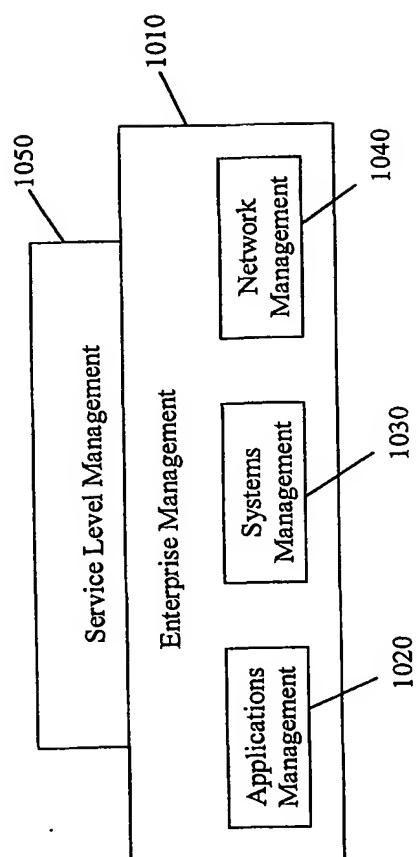 1050
1010
Service Level Management
Enterprise Management
Applications
Management
Systems
Management
Network
Management
1020
1030
1040